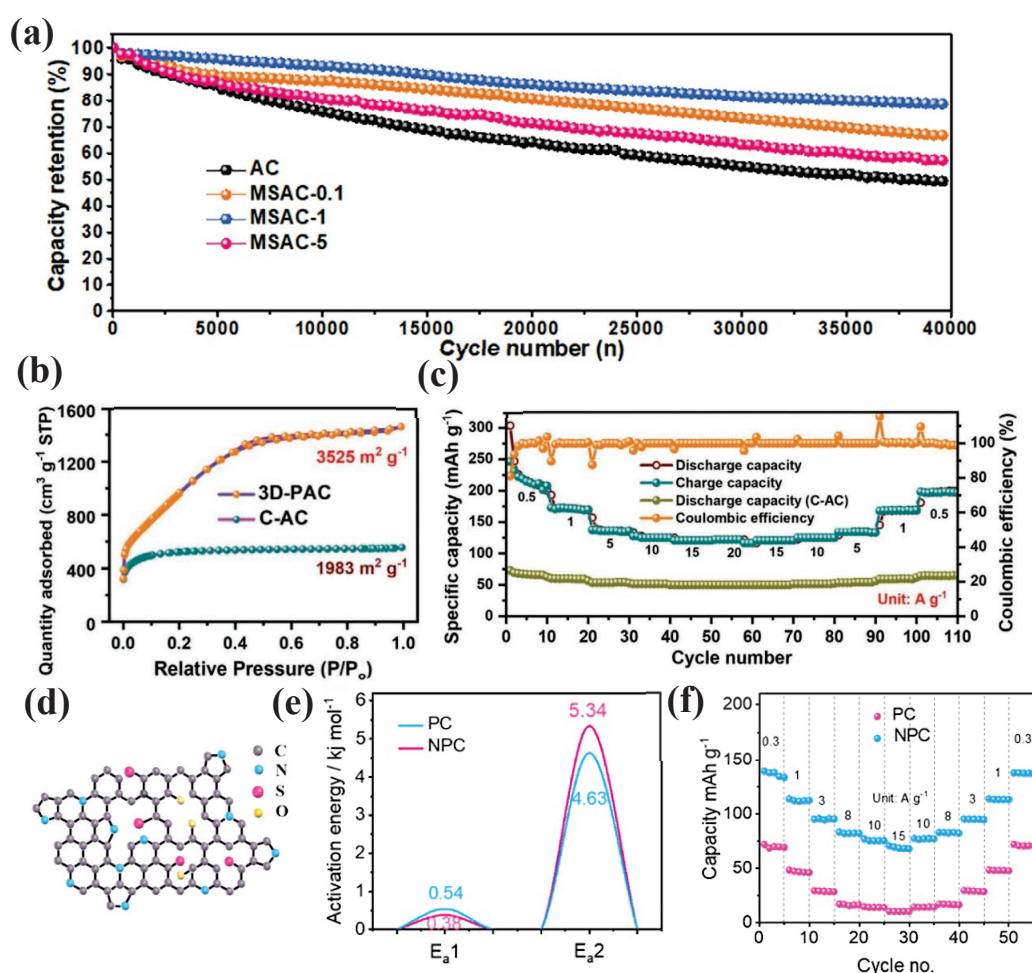 (a)
Capacity retention (%)
100
90
80
70
60
50
40
30
20
10
0
AC
MSAC-0.1
MSAC-1
MSAC-5
0 5000 10000 15000 20000 25000 30000 35000 40000
Cycle number (n)
(b)
Quantity adsorbed (cm³ g⁻¹ STP)
1600
1200
800
400
0
3525 m² g⁻¹
3D-PAC
C-AC
1983 m² g⁻¹
0.0 0.2 0.4 0.6 0.8 1.0
Relative Pressure (P/Pₒ)
(c)
Specific capacity (mAh g⁻¹)
300
250
200
150
100
50
0
Discharge capacity
Charge capacity
Discharge capacity (C-AC)
Coulombic efficiency
0.5 1 5 10 15 20 15 10 5 1 0.5
Unit: A g⁻¹
0 10 20 30 40 50 60 70 80 90 100 110
Cycle number
100
80
60
40
20
0
Coulombic efficiency (%)
(d)
C
N
S
O
(e)
Activation energy / kj mol⁻¹
6
5
4
3
2
1
0
PC
NPC
5.34
4.63
0.54
0.38
Eₐ1 Eₐ2
(f)
Capacity mAh g⁻¹
200
150
100
50
0
PC
NPC
0.3 1 3 8 10 15 10 8 3 1 0.3
Unit: A g⁻¹
0 10 20 30 40 50
Cycle no.